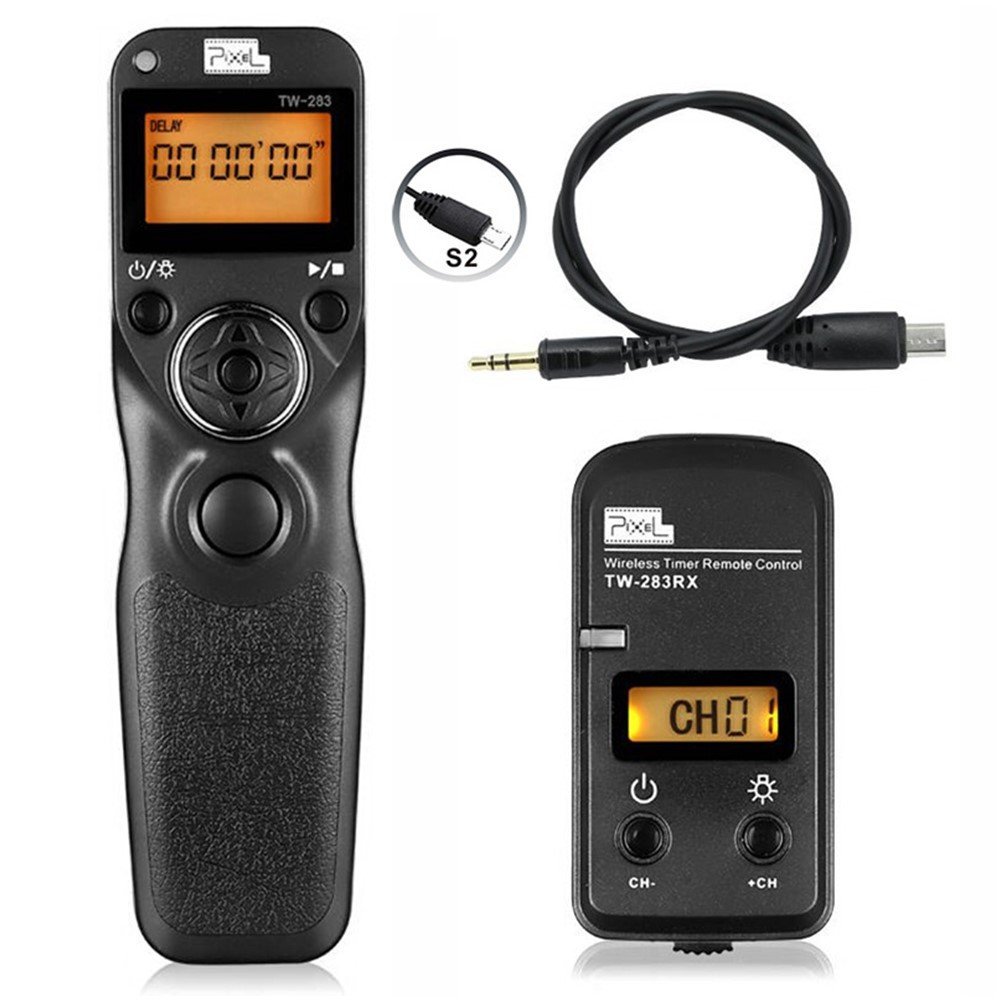 PIXEL
TW-283
DELAY
00 00'00"
S2
PIXEL
Wireless Timer Remote Control
TW-283RX
CH01
CH-
+CH